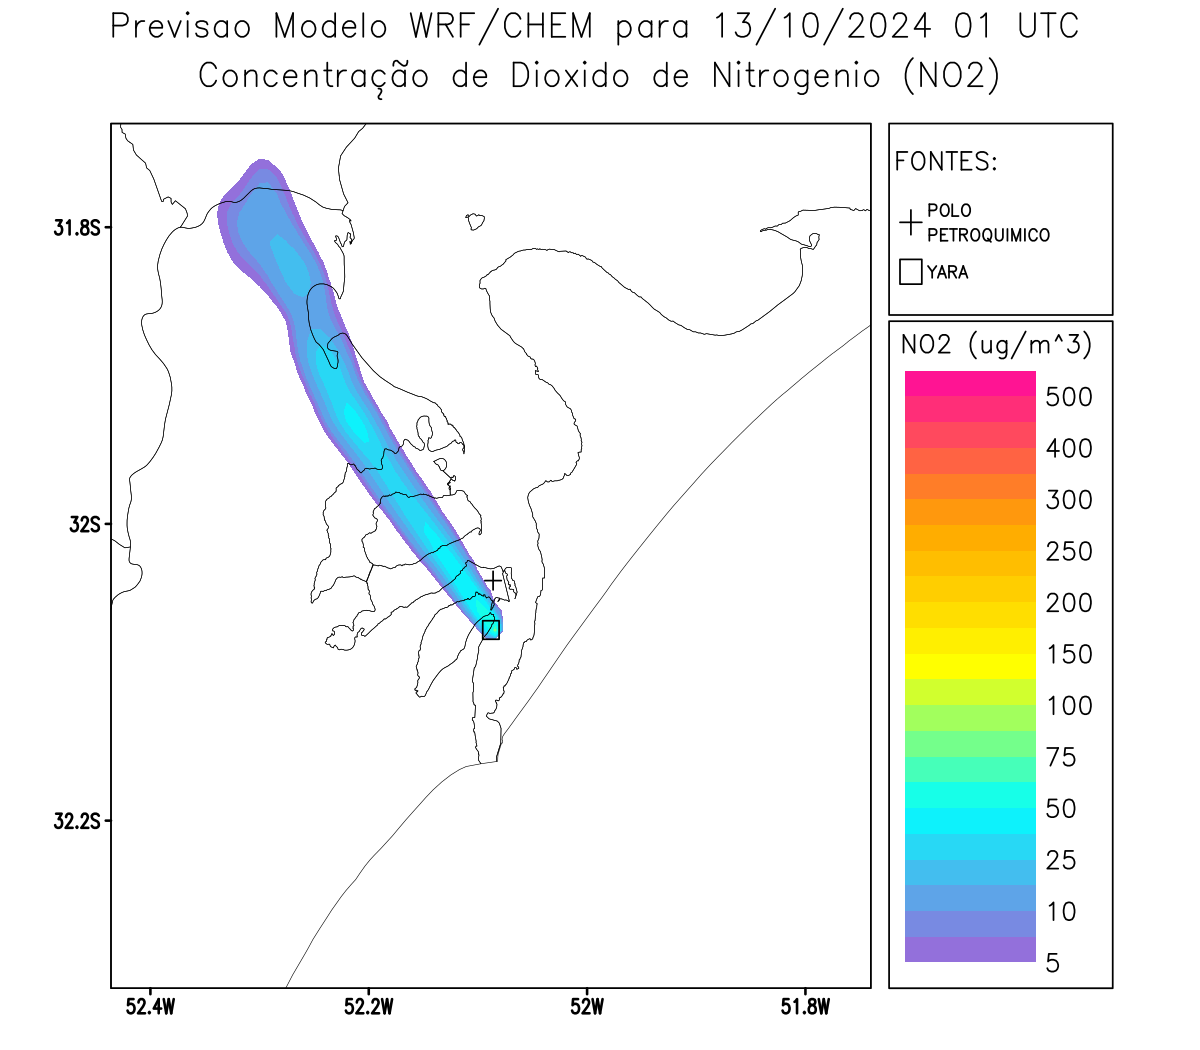 Previsao Modelo WRF/CHEM para 13/10/2024 01 UTC
Concentração de Dioxido de Nitrogenio (NO2)
FONTES:
POLO
PETROQUIMICO
YARA
NO2 (ug/m^3)
500
400
300
250
200
150
100
75
50
25
10
5
31.8S
32S
32.2S
52.4W
52.2W
52W
51.8W